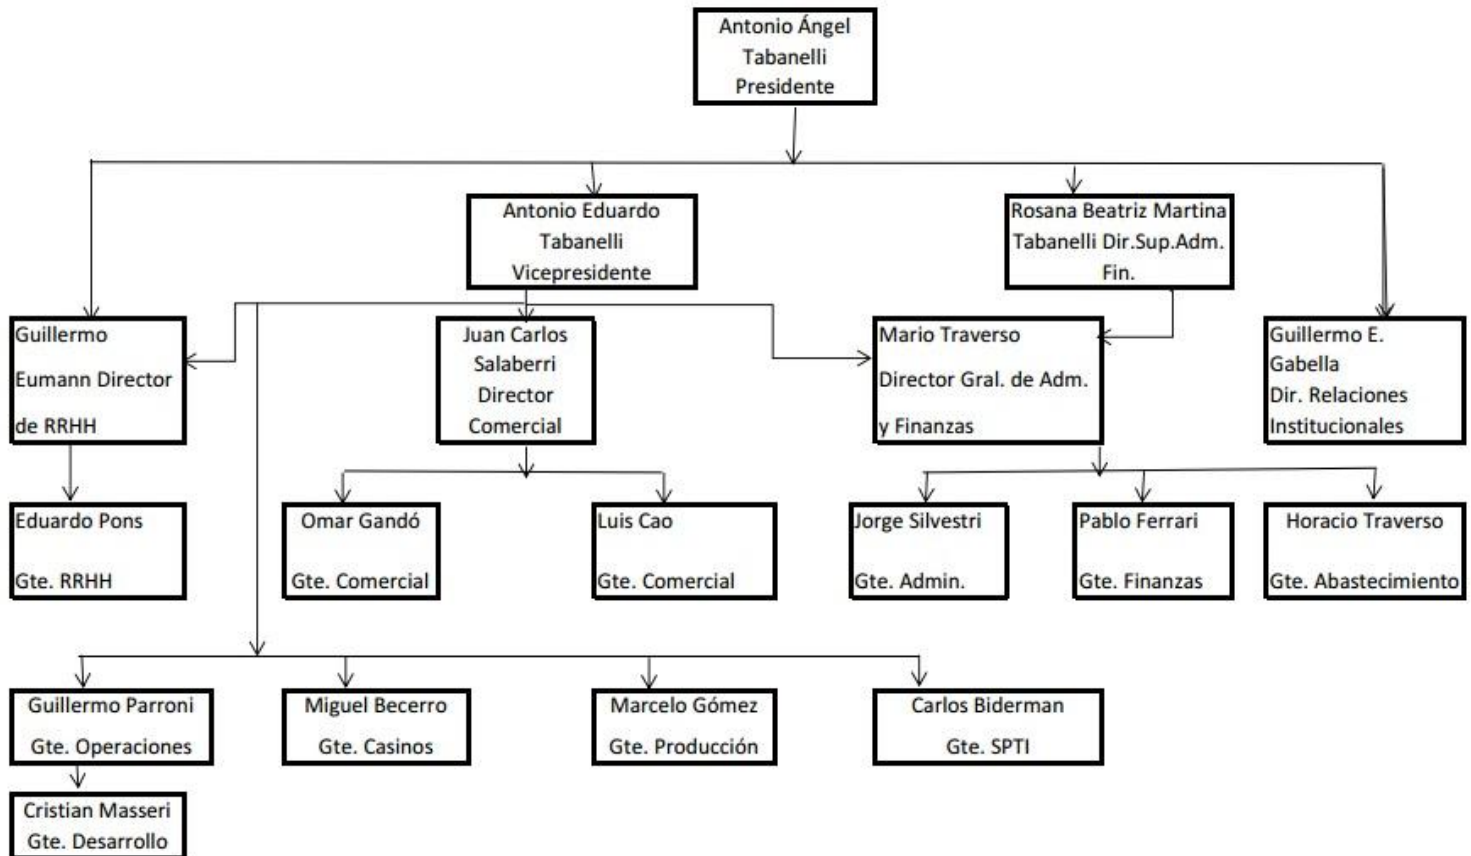 Antonio Ángel
Tabanelli
Presidente
Antonio Eduardo
Tabanelli
Vicepresidente
Rosana Beatriz Martina
Tabanelli Dir.Sup.Adm.
Fin.
Guillermo
Eumann Director
de RRHH
Juan Carlos
Salaberri
Director
Comercial
Mario Traverso
Director Gral. de Adm.
y Finanzas
Guillermo E.
Gabella
Dir. Relaciones
Institucionales
Eduardo Pons
Gte. RRHH
Omar Gandó
Gte. Comercial
Luis Cao
Gte. Comercial
Jorge Silvestri
Gte. Admin.
Pablo Ferrari
Gte. Finanzas
Horacio Traverso
Gte. Abastecimiento
Guillermo Parroni
Gte. Operaciones
Miguel Becerro
Gte. Casinos
Marcelo Gómez
Gte. Producción
Carlos Biderman
Gte. SPTI
Cristian Masseri
Gte. Desarrollo